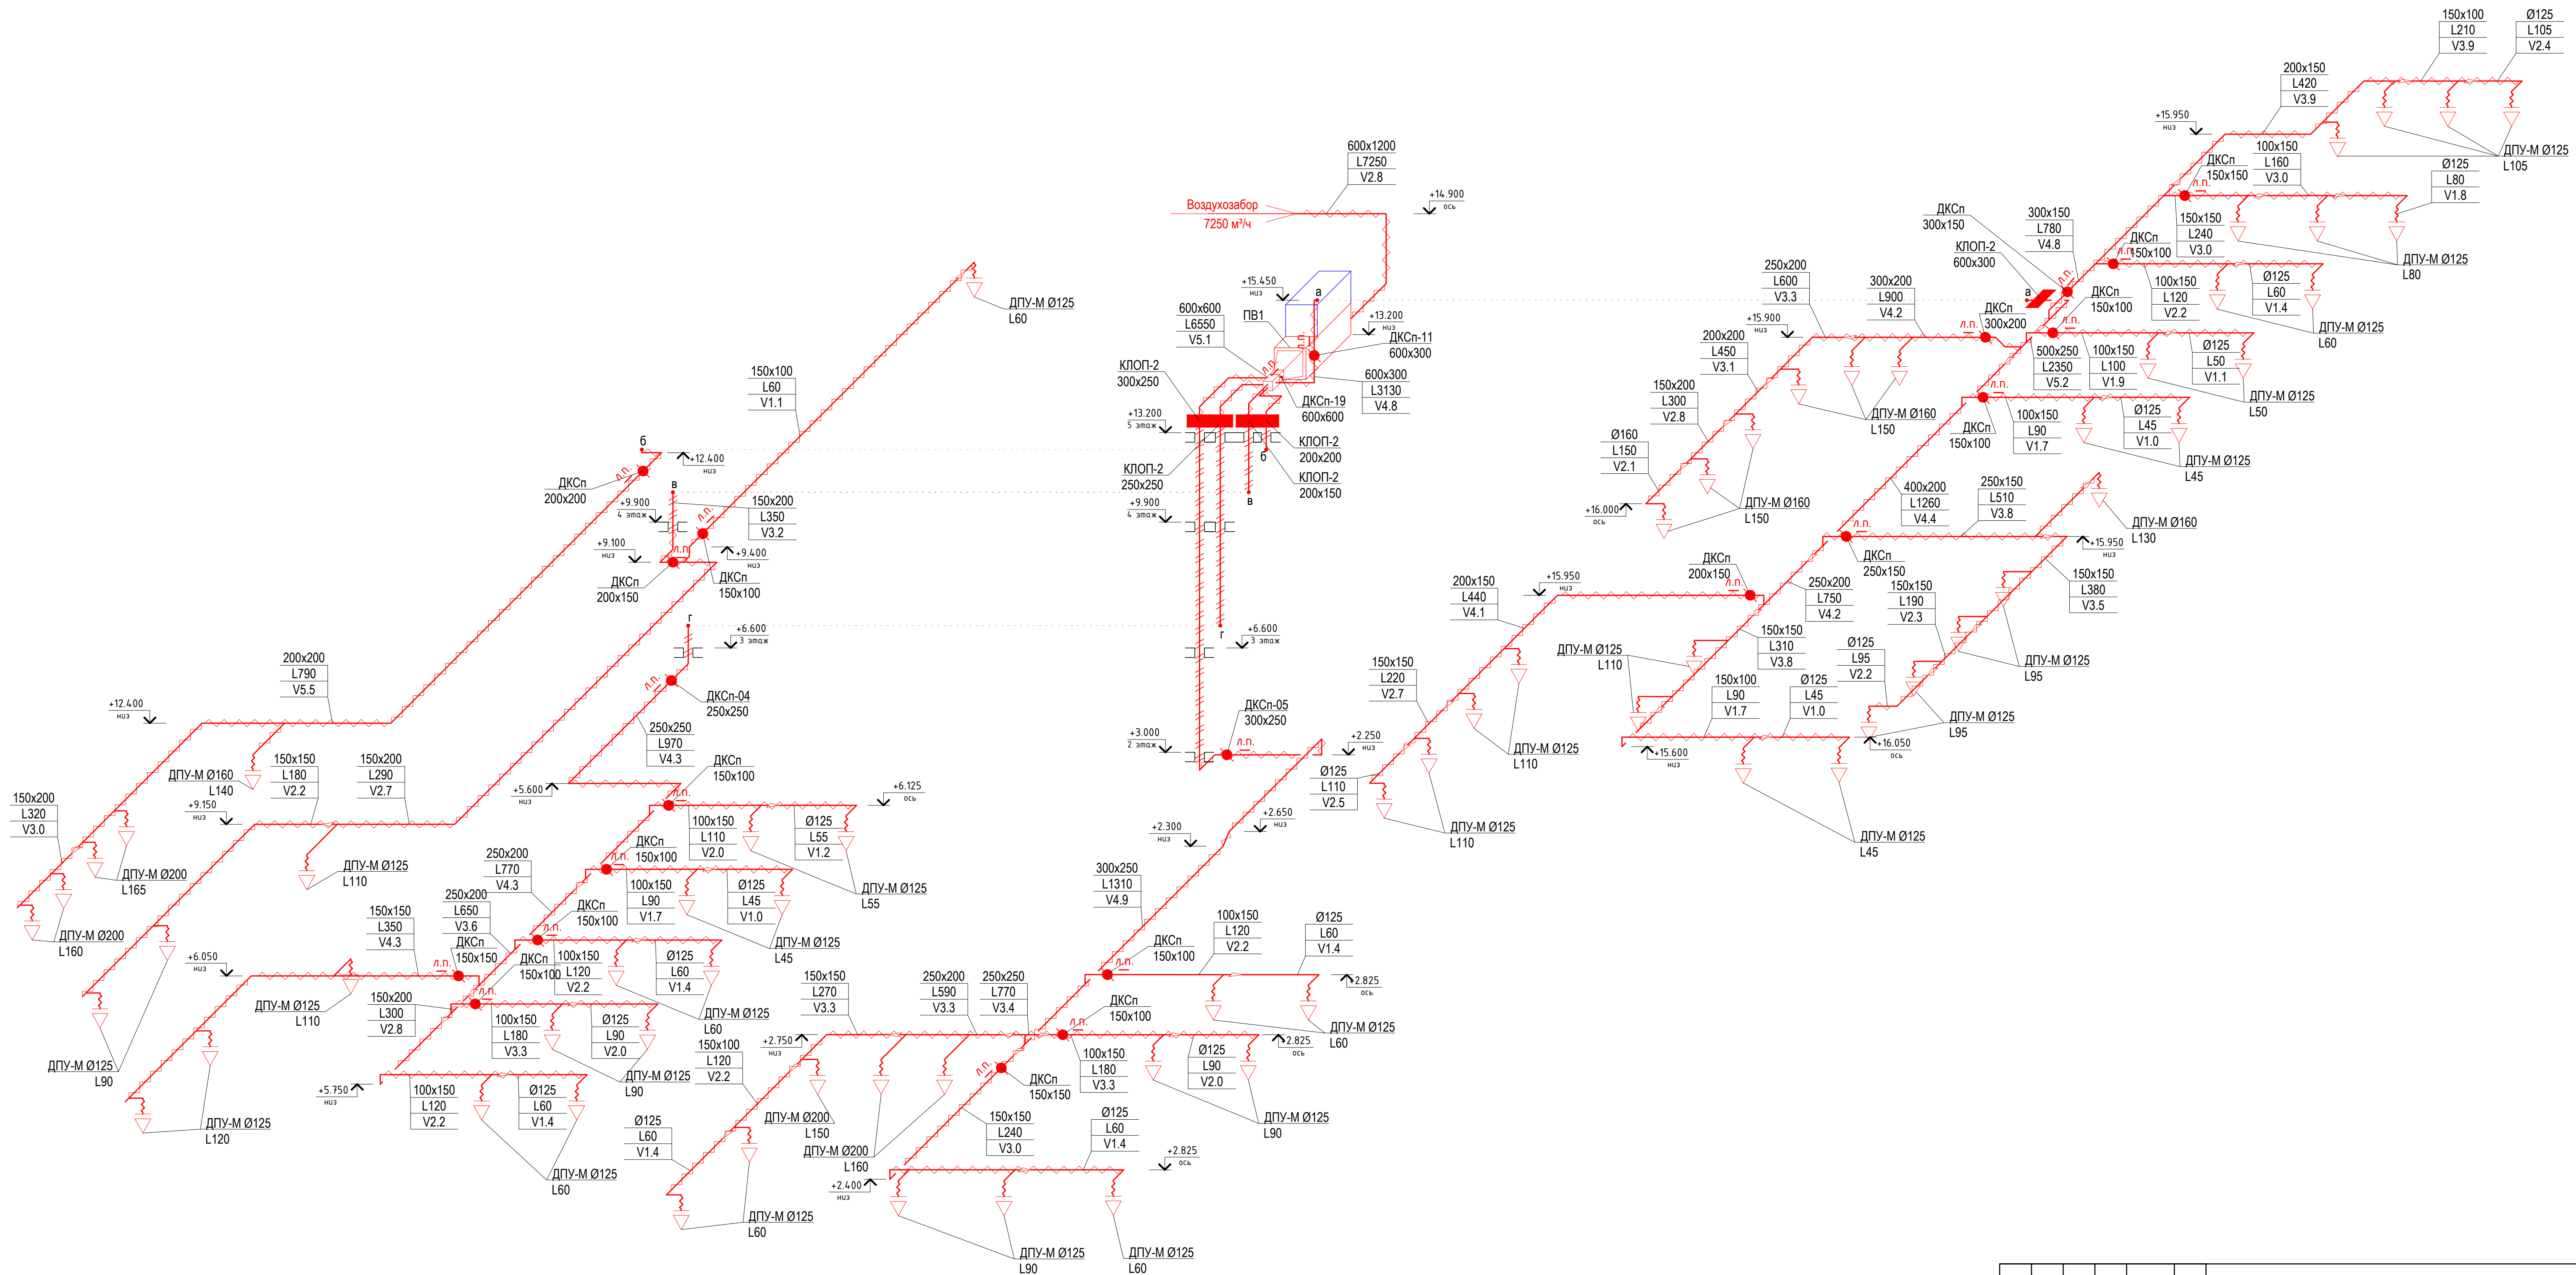 150x100
L210
V3.9
Ø125
L105
V2.4
200x150
L420
V3.9
+15.950
низ
ДПУ-М Ø125
L105
ДКСп
150x150
л.п.
100x150
L160
V3.0
Ø125
L80
V1.8
150x150
L240
V3.0
ДПУ-М Ø125
L80
600x1200
L7250
V2.8
Воздухозабор
7250 м³/ч
+14.900
ось
ДКСп
300x150
300x150
L780
V4.8
ДКСп
150x100
л.п.
КЛОП-2
600x300
л.п.
100x150
L120
V2.2
Ø125
L60
V1.4
ДПУ-М Ø125
L60
+15.450
низ
а
ПВ1
л.п.
+13.200
низ
ДКСп-11
600x300
600x600
L6550
V5.1
л.п.
600x300
L3130
V4.8
ДКСп-19
600x600
КЛОП-2
300x250
+13.200
5 этаж
КЛОП-2
200x200
б
КЛОП-2
250x250
КЛОП-2
200x150
в
250x200
L600
V3.3
300x200
L900
V4.2
+15.900
низ
а
л.п.
ДКСп
300x200
ДКСп
150x100
л.п.
500x250
L2350
V5.2
100x150
L100
V1.9
Ø125
L50
V1.1
ДПУ-М Ø125
L50
200x200
L450
V3.1
150x200
L300
V2.8
Ø160
L150
V2.1
+16.000
ось
ДПУ-М Ø160
L150
ДПУ-М Ø160
L150
л.п.
ДКСп
150x100
100x150
L90
V1.7
Ø125
L45
V1.0
ДПУ-М Ø125
L45
ДПУ-М Ø125
L60
150x100
L60
V1.1
б
+12.400
низ
л.п.
ДКСп
200x200
в
+9.900
4 этаж
150x200
L350
V3.2
л.п.
+9.100
низ
л.п.
+9.400
низ
ДКСп
200x150
ДКСп
150x100
+9.900
4 этаж
г
+6.600
3 этаж
г
+6.600
3 этаж
400x200
L1260
V4.4
250x150
L510
V3.8
ДПУ-М Ø160
L130
л.п.
ДКСп
250x150
+15.950
низ
ДКСп
200x150
л.п.
200x150
L440
V4.1
+15.950
низ
250x200
L750
V4.2
150x150
L190
V2.3
150x150
L380
V3.5
150x150
L310
V3.8
ДПУ-М Ø125
L110
Ø125
L95
V2.2
ДПУ-М Ø125
L95
150x100
L90
V1.7
Ø125
L45
V1.0
ДПУ-М Ø125
L95
+15.600
низ
+16.050
ось
150x150
L220
V2.7
ДПУ-М Ø125
L110
Ø125
L110
V2.5
ДПУ-М Ø125
L110
ДПУ-М Ø125
L45
200x200
L790
V5.5
+12.400
низ
л.п.
ДКСп-04
250x250
250x250
L970
V4.3
ДПУ-М Ø160
L140
150x150
L180
V2.2
150x200
L290
V2.7
+9.150
низ
150x200
L320
V3.0
ДПУ-М Ø200
L165
ДПУ-М Ø125
L110
ДПУ-М Ø200
L160
+5.600
низ
ДКСп
150x100
л.п.
+6.125
ось
100x150
L110
V2.0
Ø125
L55
V1.2
ДПУ-М Ø125
L55
ДКСп
150x100
л.п.
250x200
L770
V4.3
100x150
L90
V1.7
Ø125
L45
V1.0
ДПУ-М Ø125
L45
250x200
L650
V3.6
ДКСп
150x100
л.п.
100x150
L120
V2.2
Ø125
L60
V1.4
ДПУ-М Ø125
L60
150x150
L350
V4.3
+6.050
низ
ДКСп
150x150
л.п.
ДКСп
150x100
л.п.
ДПУ-М Ø125
L110
150x200
L300
V2.8
100x150
L180
V3.3
Ø125
L90
V2.0
ДПУ-М Ø125
L90
ДПУ-М Ø125
L90
ДПУ-М Ø125
L120
+5.750
низ
100x150
L120
V2.2
Ø125
L60
V1.4
ДПУ-М Ø125
L60
ДКСп-05
300x250
+3.000
2 этаж
л.п.
+2.250
низ
+2.650
низ
+2.300
низ
300x250
L1310
V4.9
ДКСп
150x100
л.п.
100x150
L120
V2.2
Ø125
L60
V1.4
+2.825
ось
ДПУ-М Ø125
L60
150x150
L270
V3.3
250x200
L590
V3.3
250x250
L770
V3.4
ДКСп
150x100
л.п.
+2.750
низ
+2.825
ось
150x100
L120
V2.2
л.п.
ДКСп
150x150
100x150
L180
V3.3
Ø125
L90
V2.0
ДПУ-М Ø125
L90
ДПУ-М Ø200
L150
ДПУ-М Ø200
L160
150x150
L240
V3.0
Ø125
L60
V1.4
Ø125
L60
V1.4
+2.825
ось
+2.400
низ
ДПУ-М Ø125
L60
ДПУ-М Ø125
L90
ДПУ-М Ø125
L60